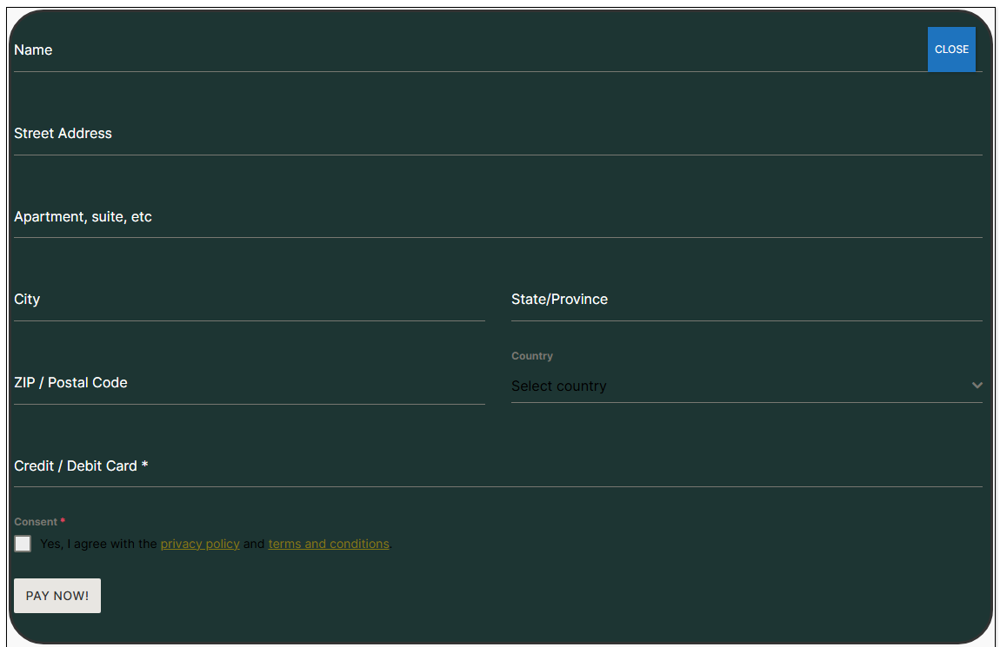 Name
CLOSE
Street Address
Apartment, suite, etc
City
State/Province
Country
ZIP / Postal Code
Select country
Credit / Debit Card *
Consent *
Yes, I agree with the privacy policy and terms and conditions.
PAY NOW!